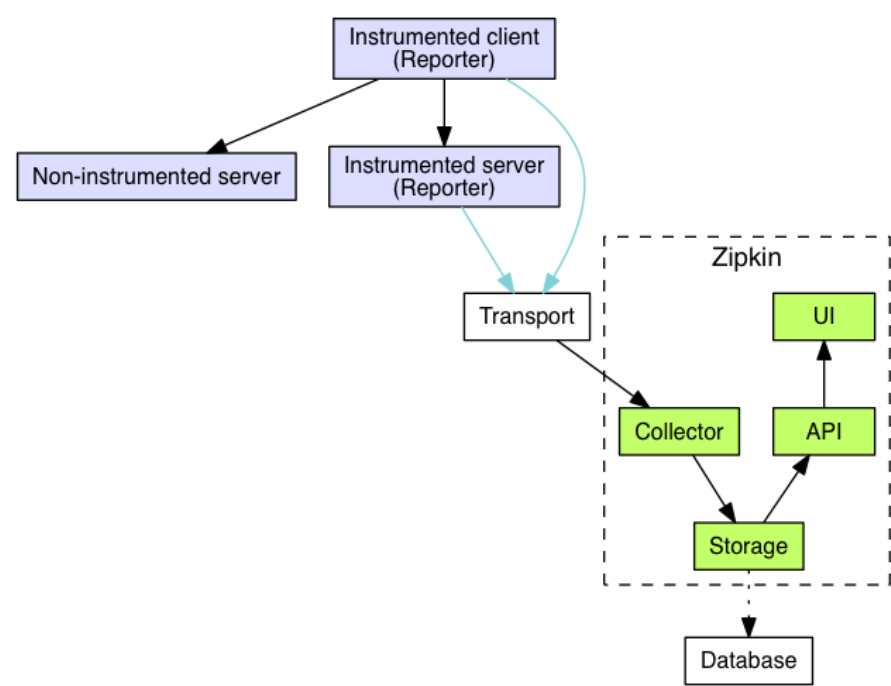 Instrumented client
(Reporter)
Non-instrumented server
Instrumented server
(Reporter)
Zipkin
Transport
UI
Collector
API
Storage
Database